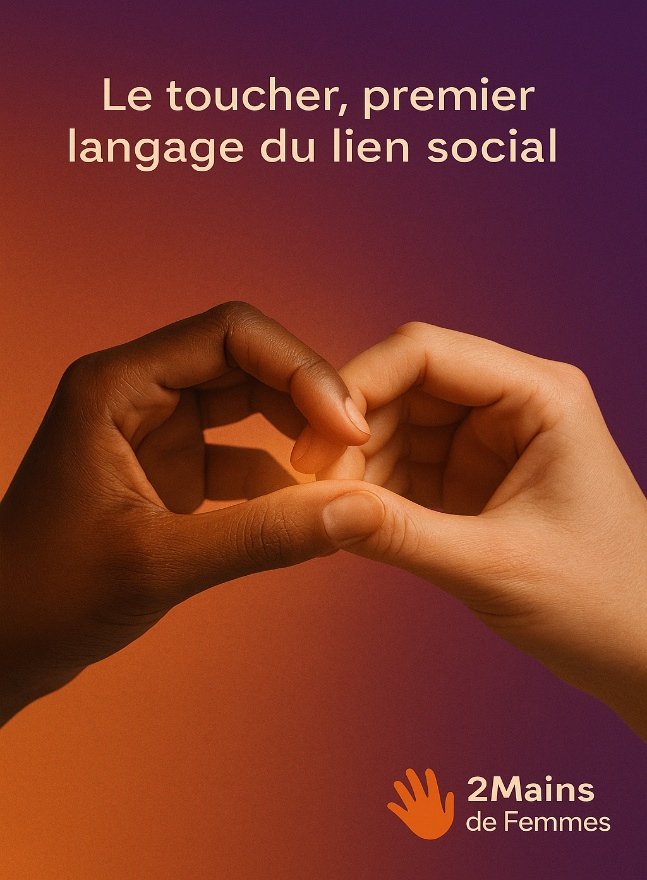 Le toucher, premier
langage du lien social
2Mains
de Femmes